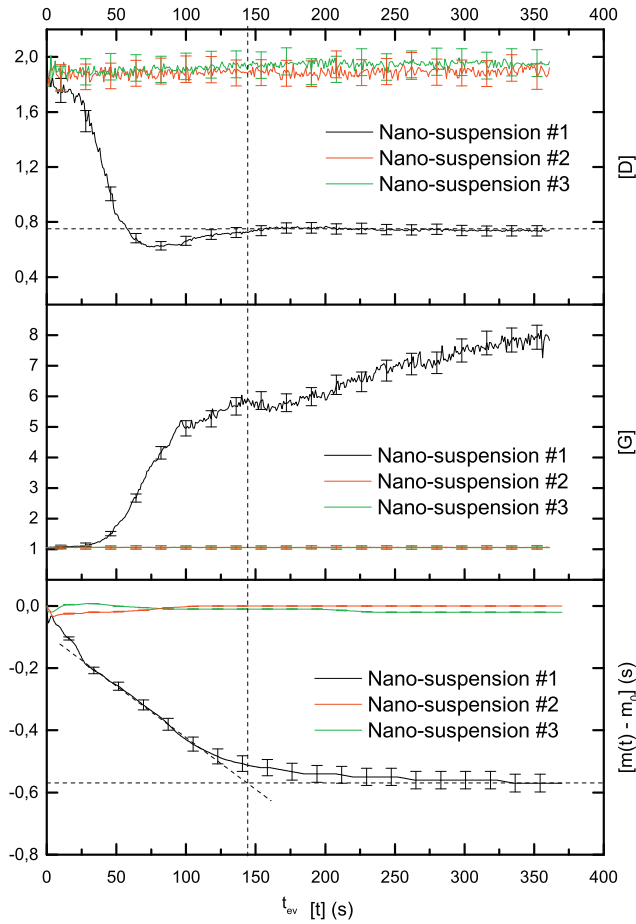 0 50 100 150 200 250 300 350 400
2,0
1,6
1,2
0,8
0,4
[D]
Nano-suspension #1
Nano-suspension #2
Nano-suspension #3
8
7
6
5
4
3
2
1
[G]
Nano-suspension #1
Nano-suspension #2
Nano-suspension #3
0,0
-0,2
-0,4
-0,6
-0,8
[m(t) - m0] (s)
Nano-suspension #1
Nano-suspension #2
Nano-suspension #3
0 50 100 150 200 250 300 350 400
tev [t] (s)